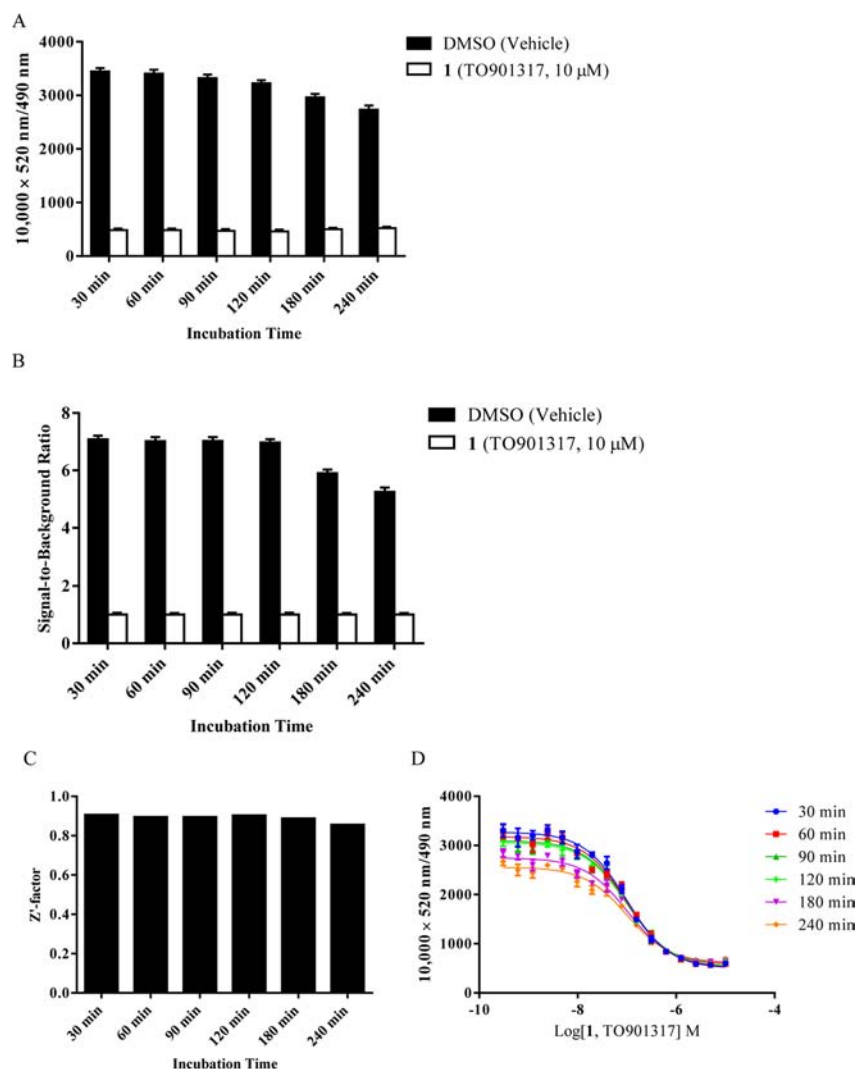 A
10,000 × 520 nm/490 nm
4000
3000
2000
1000
0
30 min
60 min
90 min
120 min
180 min
240 min
Incubation Time
DMSO (Vehicle)
1 (TO901317, 10 μM)
B
Signal-to-Background Ratio
8
6
4
2
0
30 min
60 min
90 min
120 min
180 min
240 min
Incubation Time
DMSO (Vehicle)
1 (TO901317, 10 μM)
C
Z'-factor
1.0
0.8
0.6
0.4
0.2
0.0
30 min
60 min
90 min
120 min
180 min
240 min
Incubation Time
D
10,000 × 520 nm/490 nm
4000
3000
2000
1000
0
-10
-8
-6
-4
Log[1, TO901317] M
30 min
60 min
90 min
120 min
180 min
240 min